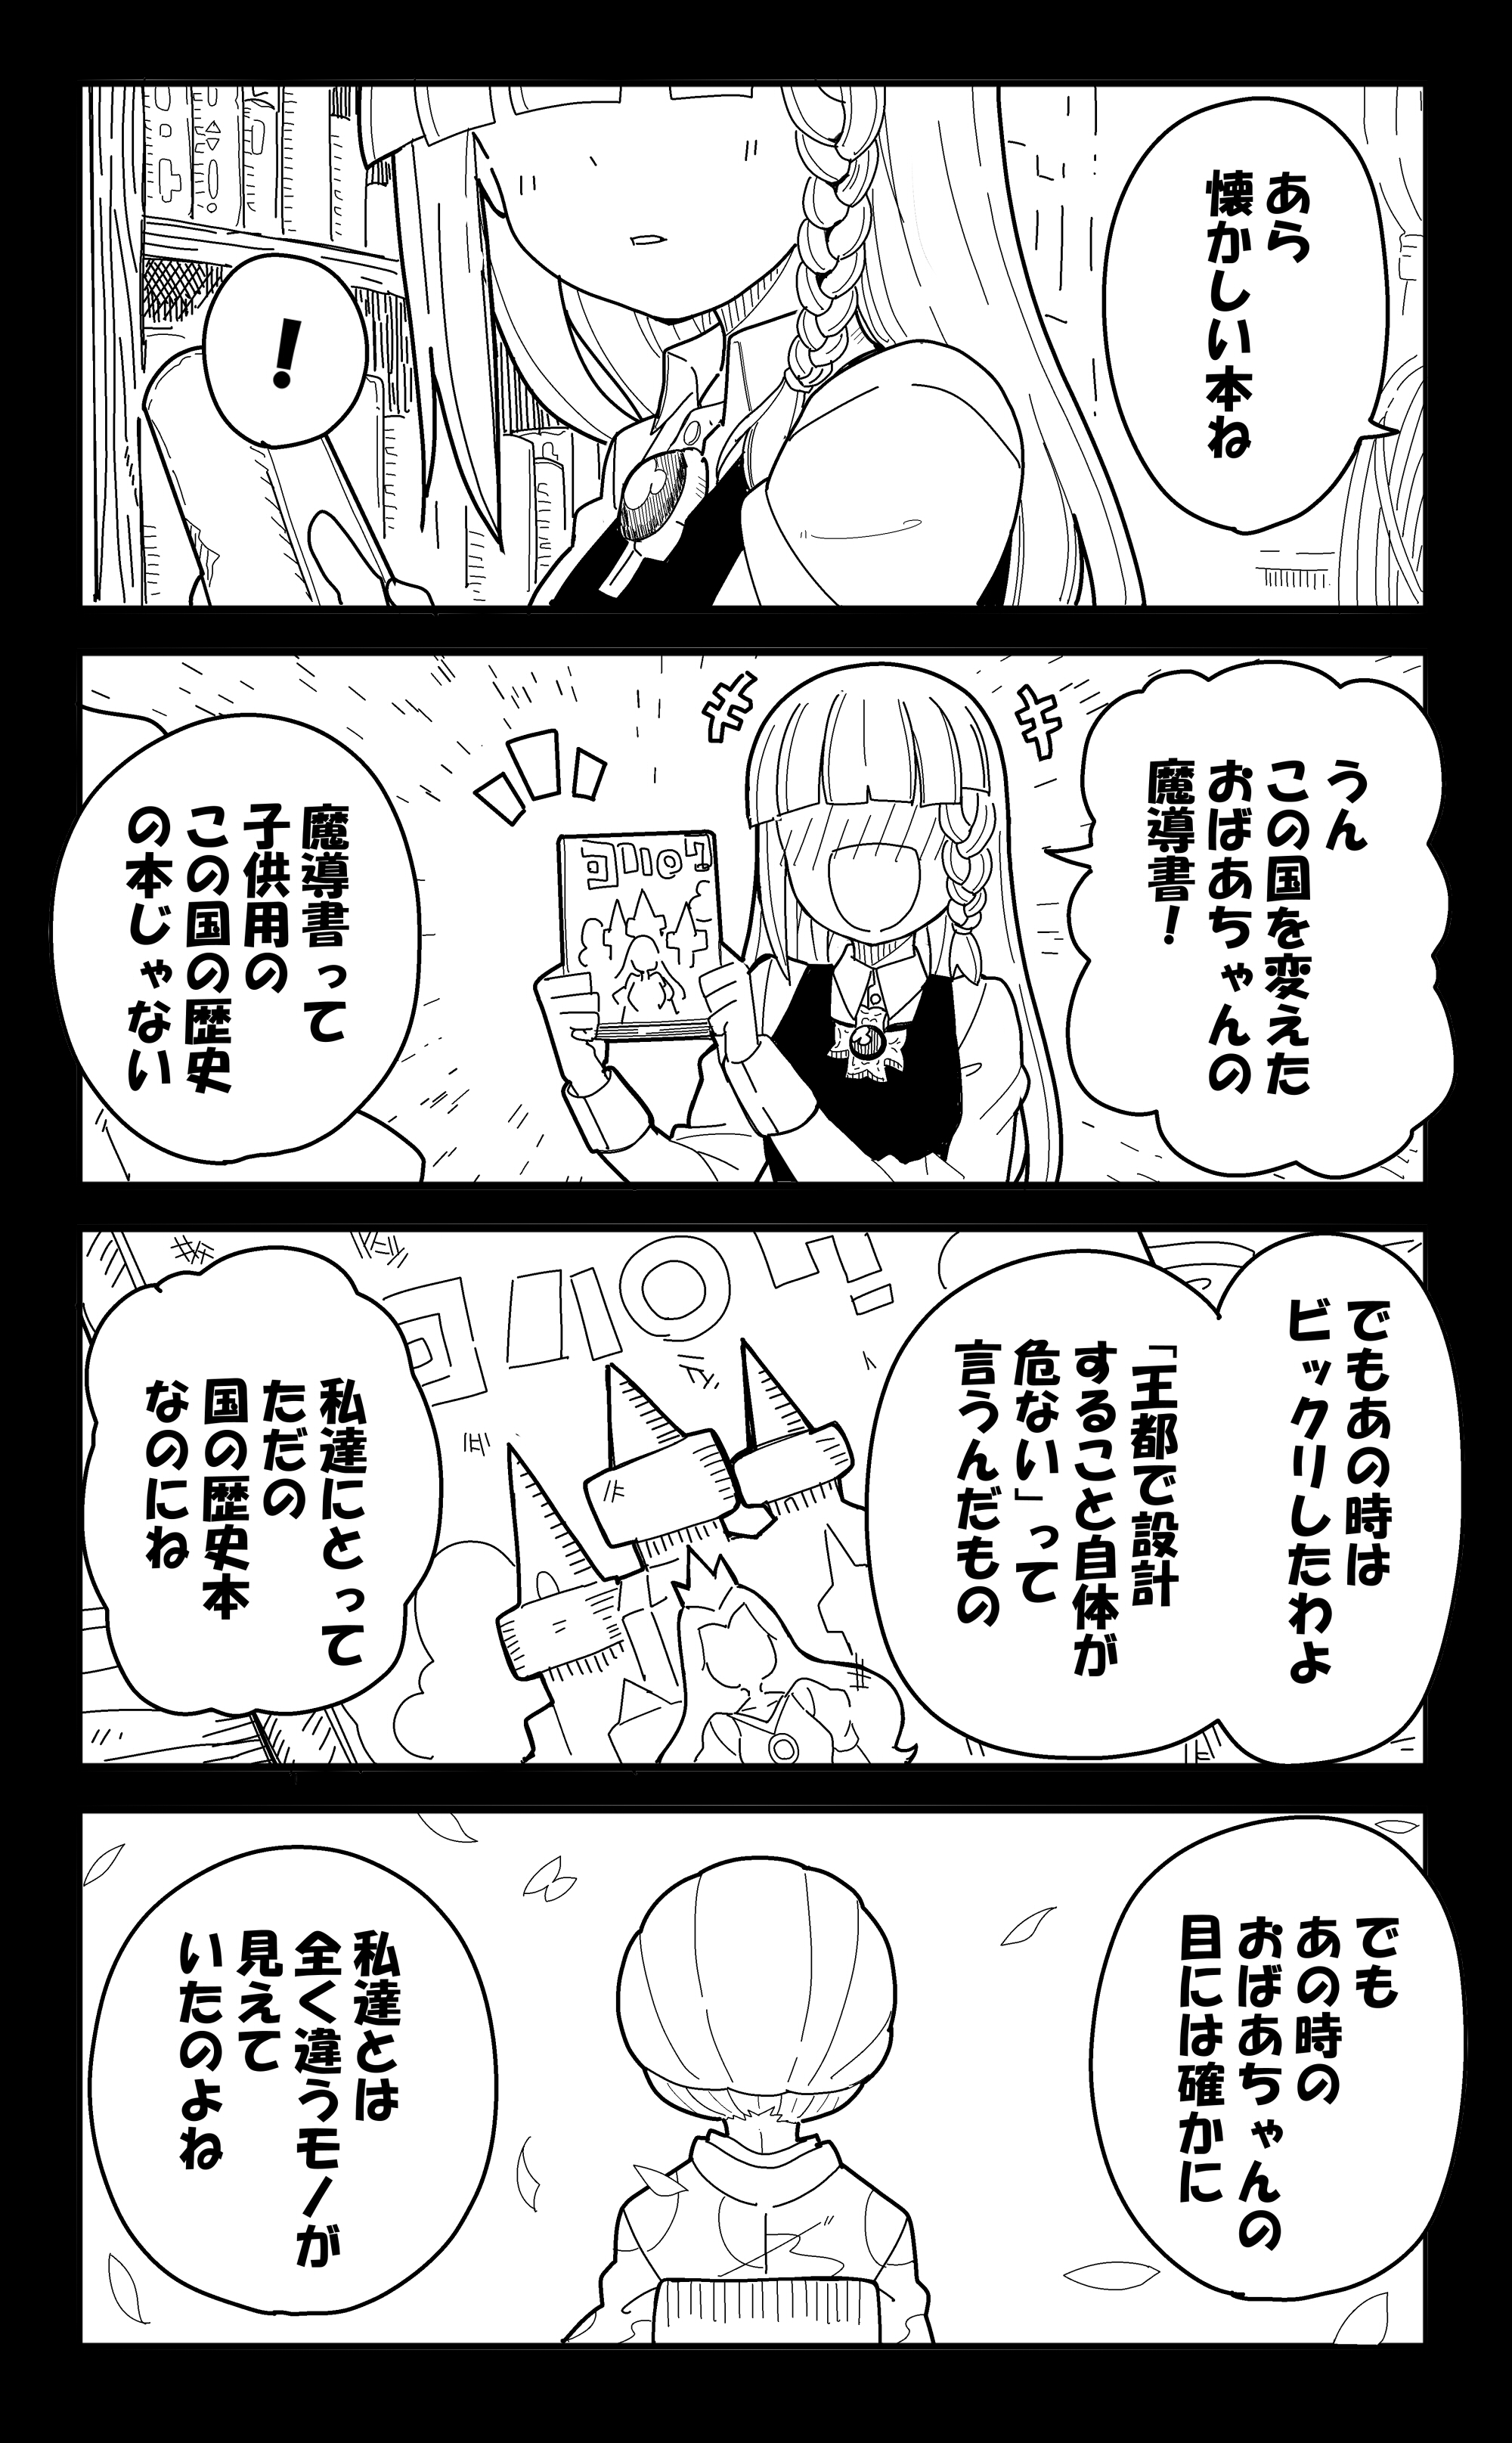 あら
懐かしい本ね
！
うん
この国を変えた
おばあちゃんの
魔導書！
魔導書って
子供用の
この国の歴史
の本じゃない
でもあの時は
ビックリしたわよ
「王都で設計
すること自体が
危ない」って
言うんだもの
私達にとって
ただの
国の歴史本
なのにね
でも
あの時の
おばあちゃんの
目には確かに
私達とは
全く違うモノが
見えて
いたのよね